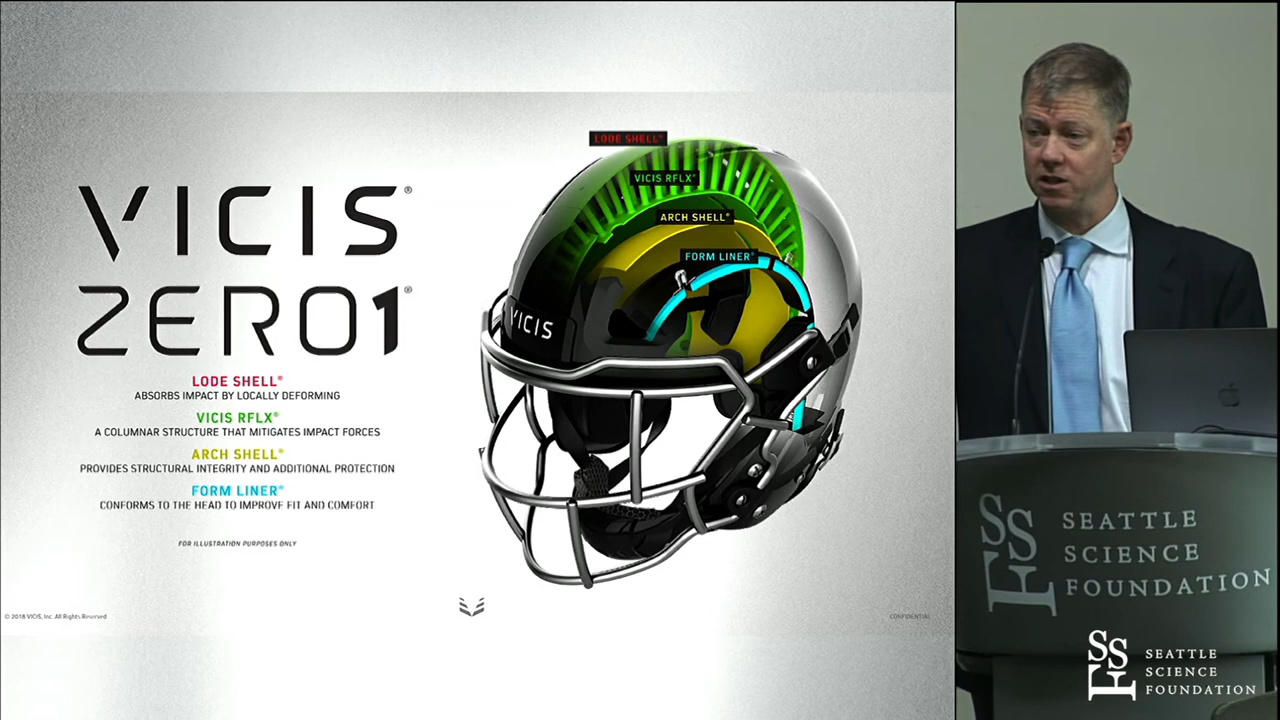 VICIS®
ZERO1®
LODE SHELL®
ABSORBS IMPACT BY LOCALLY DEFORMING
VICIS RFLX®
A COLUMNAR STRUCTURE THAT MITIGATES IMPACT FORCES
ARCH SHELL®
PROVIDES STRUCTURAL INTEGRITY AND ADDITIONAL PROTECTION
FORM LINER®
CONFORMS TO THE HEAD TO IMPROVE FIT AND COMFORT
FOR ILLUSTRATION PURPOSES ONLY
© 2018 VICIS, Inc. All Rights Reserved
LODE SHELL®
VICIS RFLX®
ARCH SHELL®
FORM LINER®
VICIS
CONFIDENTIAL
SSF
SEATTLE
SCIENCE
FOUNDATION
SSF
SEATTLE
SCIENCE
FOUNDATION